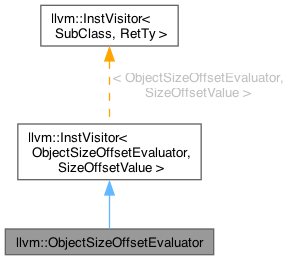 llvm::InstVisitor<
SubClass, RetTy >
< ObjectSizeOffsetEvaluator,
SizeOffsetValue >
llvm::InstVisitor<
ObjectSizeOffsetEvaluator,
SizeOffsetValue >
llvm::ObjectSizeOffsetEvaluator